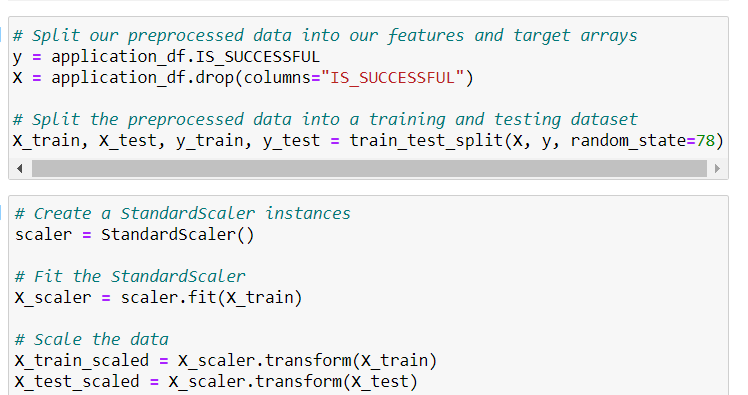 # Split our preprocessed data into our features and target arrays
y = application_df.IS_SUCCESSFUL
X = application_df.drop(columns="IS_SUCCESSFUL")
# Split the preprocessed data into a training and testing dataset
X_train, X_test, y_train, y_test = train_test_split(X, y, random_state=78)
# Create a StandardScaler instances
scaler = StandardScaler()
# Fit the StandardScaler
X_scaler = scaler.fit(X_train)
# Scale the data
X_train_scaled = X_scaler.transform(X_train)
X_test_scaled = X_scaler.transform(X_test)